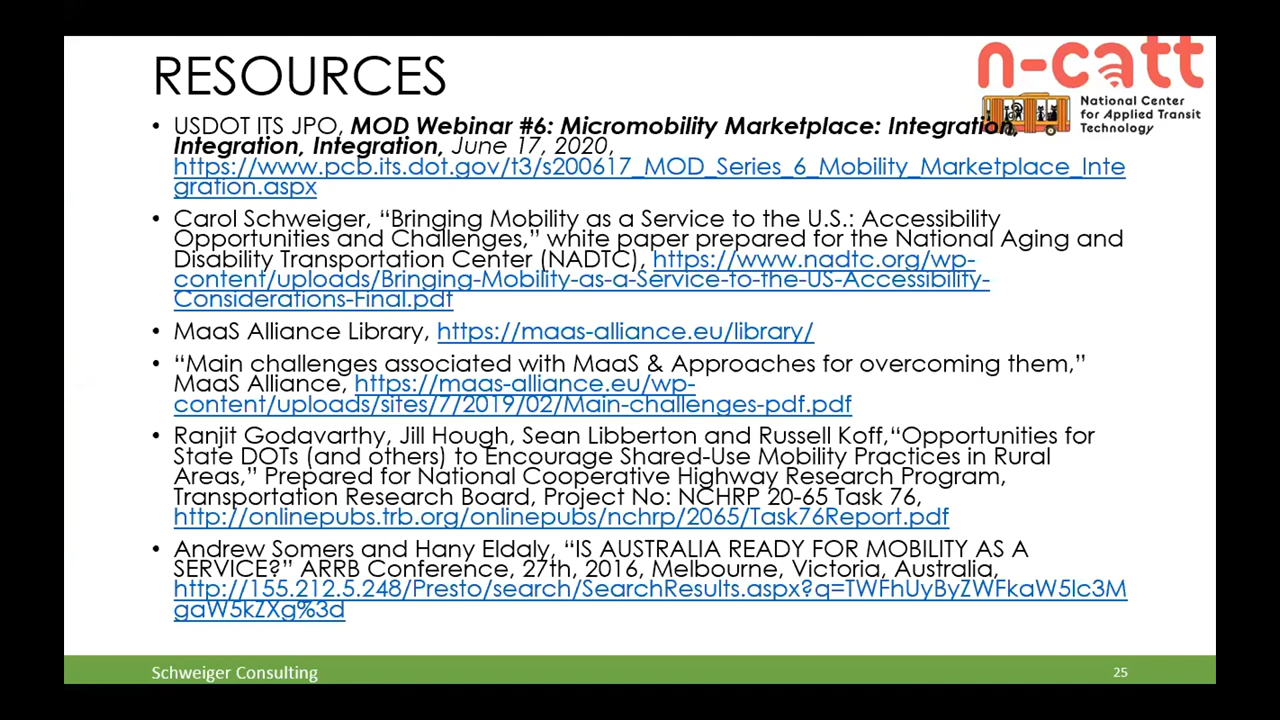 RESOURCES
n-catt
National Center
for Applied Transit
Technology
• USDOT ITS JPO, MOD Webinar #6: Micromobility Marketplace: Integration,
Integration, Integration, June 17, 2020,
https://www.pcb.its.dot.gov/t3/s200617_MOD_Series_6_Mobility_Marketplace_Inte
gration.aspx
• Carol Schweiger, “Bringing Mobility as a Service to the U.S.: Accessibility
Opportunities and Challenges,” white paper prepared for the National Aging and
Disability Transportation Center (NADTC), https://www.nadtc.org/wp-
content/uploads/Bringing-Mobility-as-a-Service-to-the-US-Accessibility-
Considerations-Final.pdf
• MaaS Alliance Library, https://maas-alliance.eu/library/
• “Main challenges associated with MaaS & Approaches for overcoming them,”
MaaS Alliance, https://maas-alliance.eu/wp-
content/uploads/sites/7/2019/02/Main-challenges-pdf.pdf
• Ranjit Godavarthy, Jill Hough, Sean Libberton and Russell Koff,“Opportunities for
State DOTs (and others) to Encourage Shared-Use Mobility Practices in Rural
Areas,” Prepared for National Cooperative Highway Research Program,
Transportation Research Board, Project No: NCHRP 20-65 Task 76,
http://onlinepubs.trb.org/onlinepubs/nchrp/2065/Task76Report.pdf
• Andrew Somers and Hany Eldaly, “IS AUSTRALIA READY FOR MOBILITY AS A
SERVICE?” ARRB Conference, 27th, 2016, Melbourne, Victoria, Australia,
http://155.212.5.248/Presto/search/SearchResults.aspx?q=TWFhUyByZWFkaW5lc3M
gaW5kZXg%3d
Schweiger Consulting
25